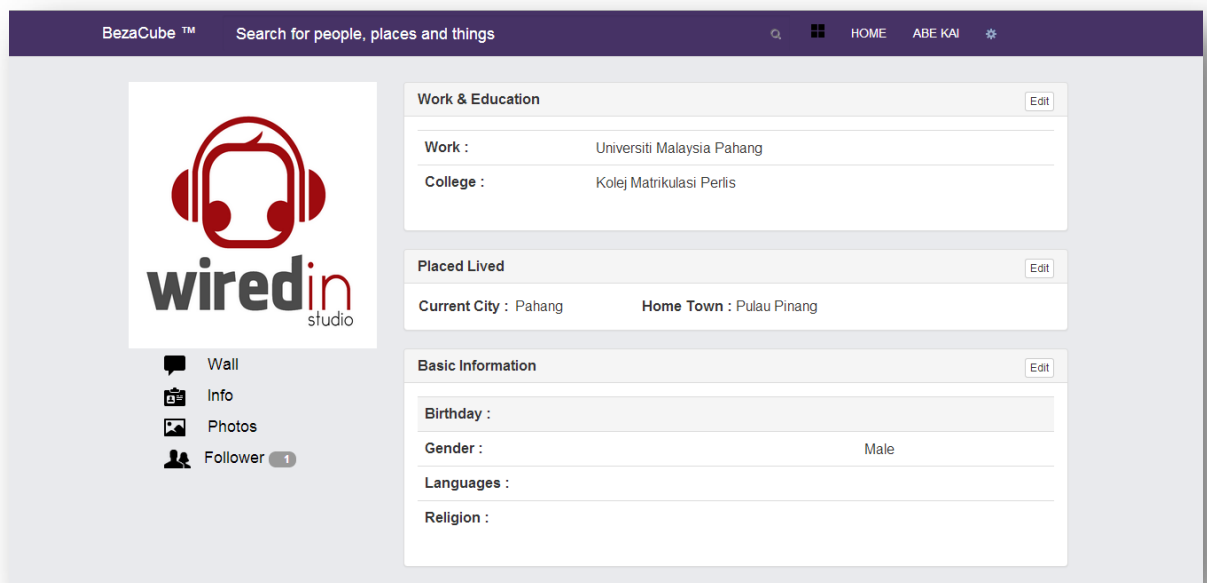 BezaCube ™ Search for people, places and things HOME ABE KAI
wiredin
studio
Wall
Info
Photos
Follower 1
Work & Education Edit
Work : Universiti Malaysia Pahang
College : Kolej Matrikulasi Perlis
Placed Lived Edit
Current City : Pahang Home Town : Pulau Pinang
Basic Information Edit
Birthday :
Gender : Male
Languages :
Religion :